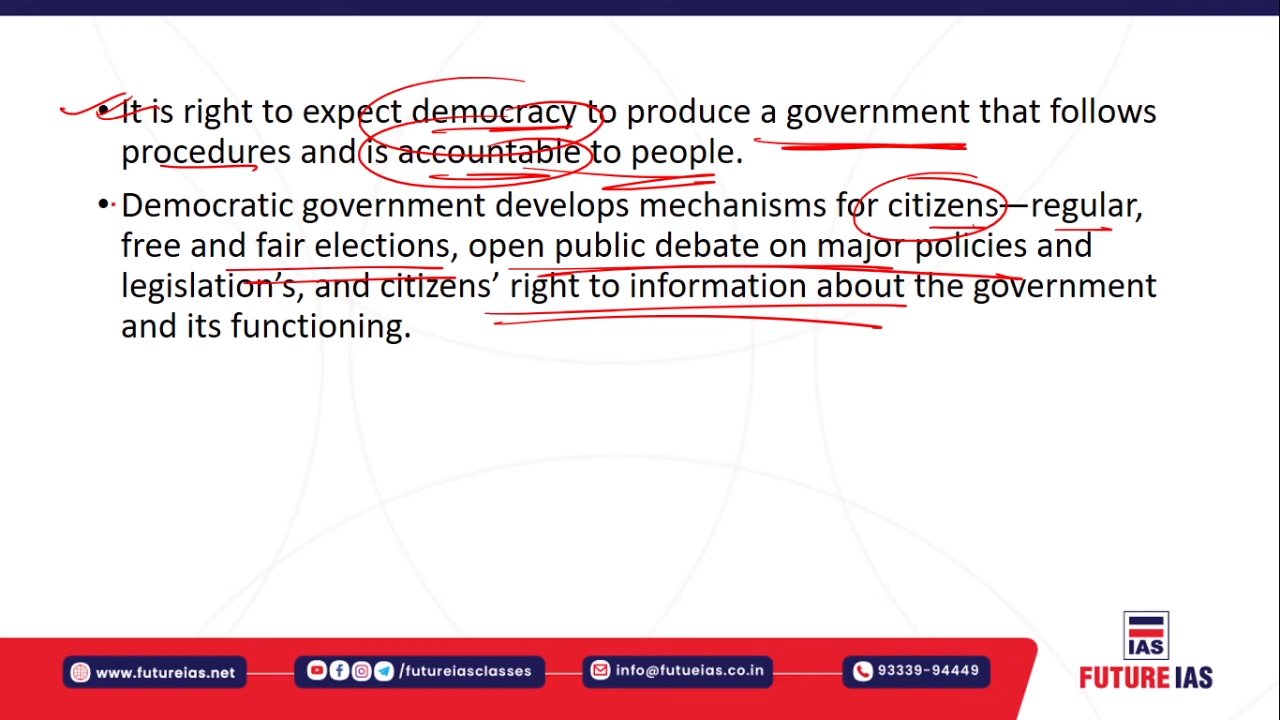 • It is right to expect democracy to produce a government that follows
procedures and is accountable to people.
• Democratic government develops mechanisms for citizens—regular,
free and fair elections, open public debate on major policies and
legislation’s, and citizens’ right to information about the government
and its functioning.
www.futureias.net
/futureiasclasses
info@futueias.co.in
93339-94449
IAS
FUTURE IAS